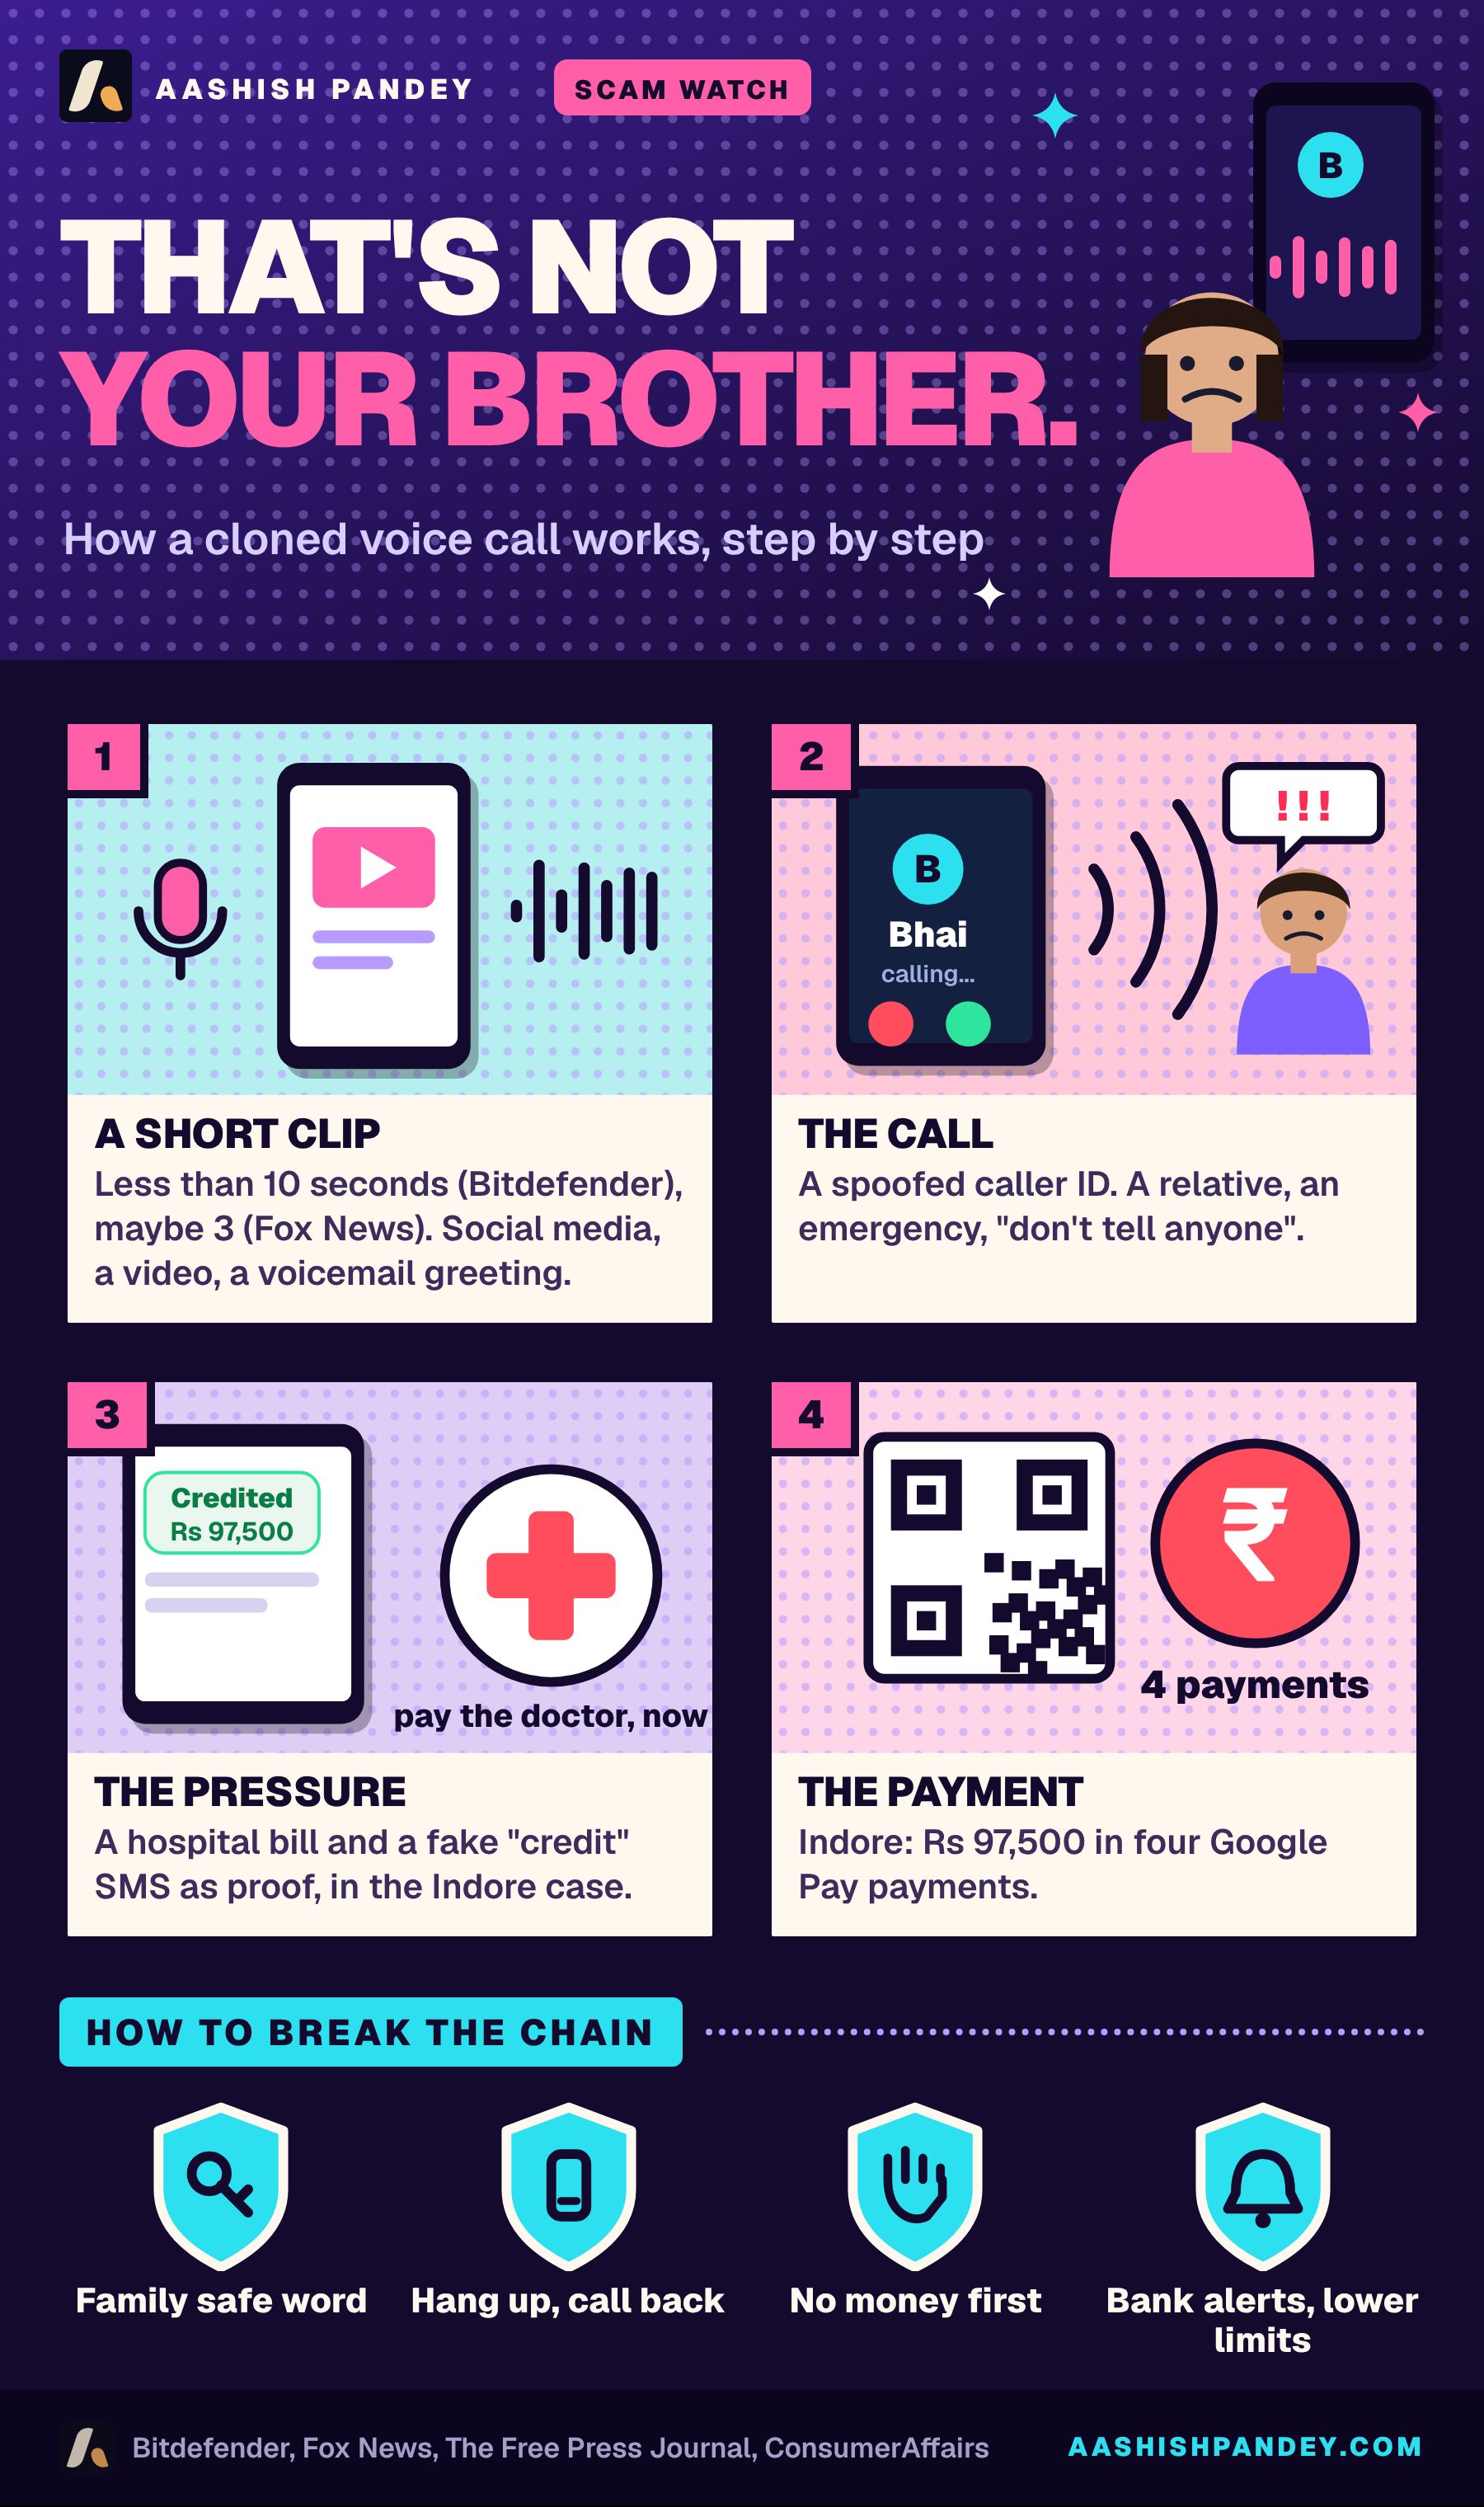 AASHISH PANDEY
SCAM WATCH
B
THAT'S NOT
YOUR BROTHER.
How a cloned voice call works, step by step
1
A SHORT CLIP
Less than 10 seconds (Bitdefender),
maybe 3 (Fox News). Social media,
a video, a voicemail greeting.
2
B
Bhai
calling...
!!!
THE CALL
A spoofed caller ID. A relative, an
emergency, "don't tell anyone".
3
Credited
Rs 97,500
pay the doctor, now
THE PRESSURE
A hospital bill and a fake "credit"
SMS as proof, in the Indore case.
4
₹
4 payments
THE PAYMENT
Indore: Rs 97,500 in four Google
Pay payments.
HOW TO BREAK THE CHAIN
Family safe word
Hang up, call back
No money first
Bank alerts, lower
limits
Bitdefender, Fox News, The Free Press Journal, ConsumerAffairs
AASHISHPANDEY.COM